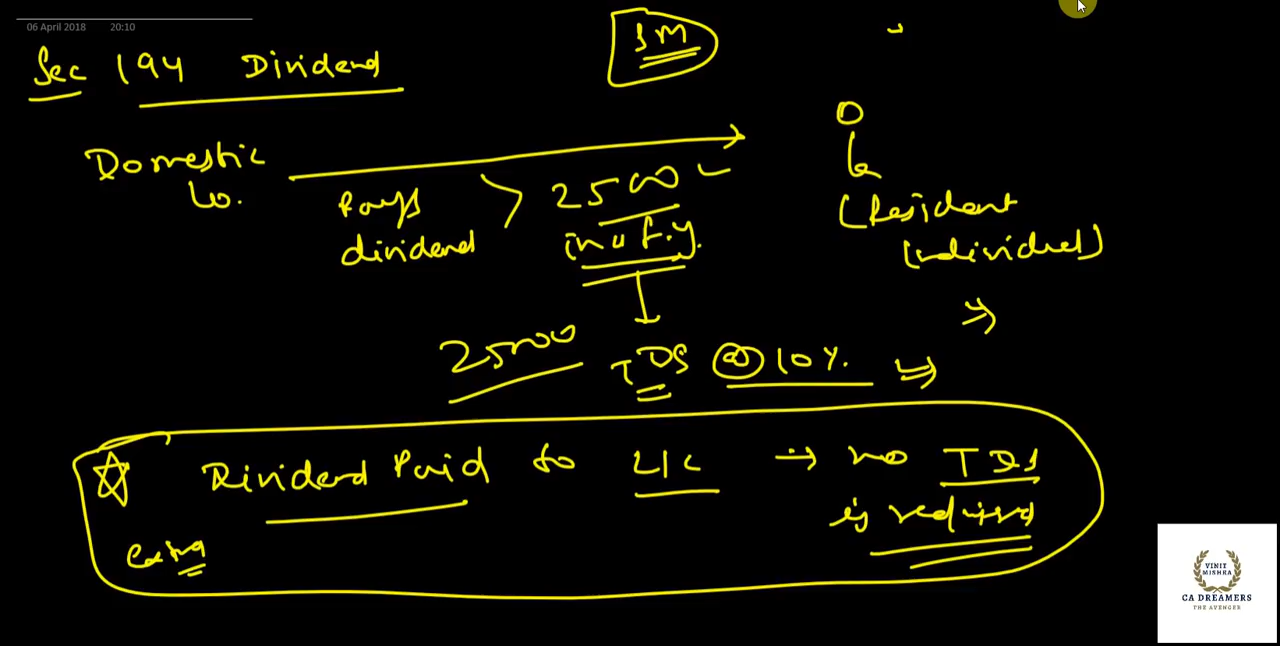 06 April 2018 20:10
Sec 194 Dividend
1M
Domestic Co.
Pays dividend > 2500 in a F.Y.
(Resident Individual)
2500
TDS @ 10%.
Dividend Paid to LIC → no TDS is required
VINIT MISHRA
CA DREAMERS
THE AVENGER